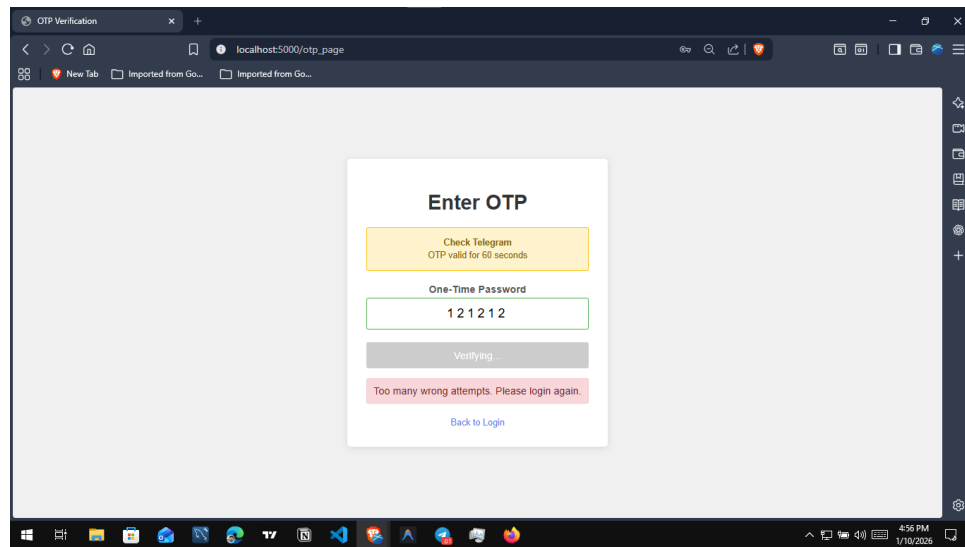 OTP Verification
localhost:5000/otp_page
New Tab
Imported from Go...
Imported from Go...
Enter OTP
Check Telegram
OTP valid for 60 seconds
One-Time Password
121212
Verifying...
Too many wrong attempts. Please login again.
Back to Login
4:56 PM
1/10/2026